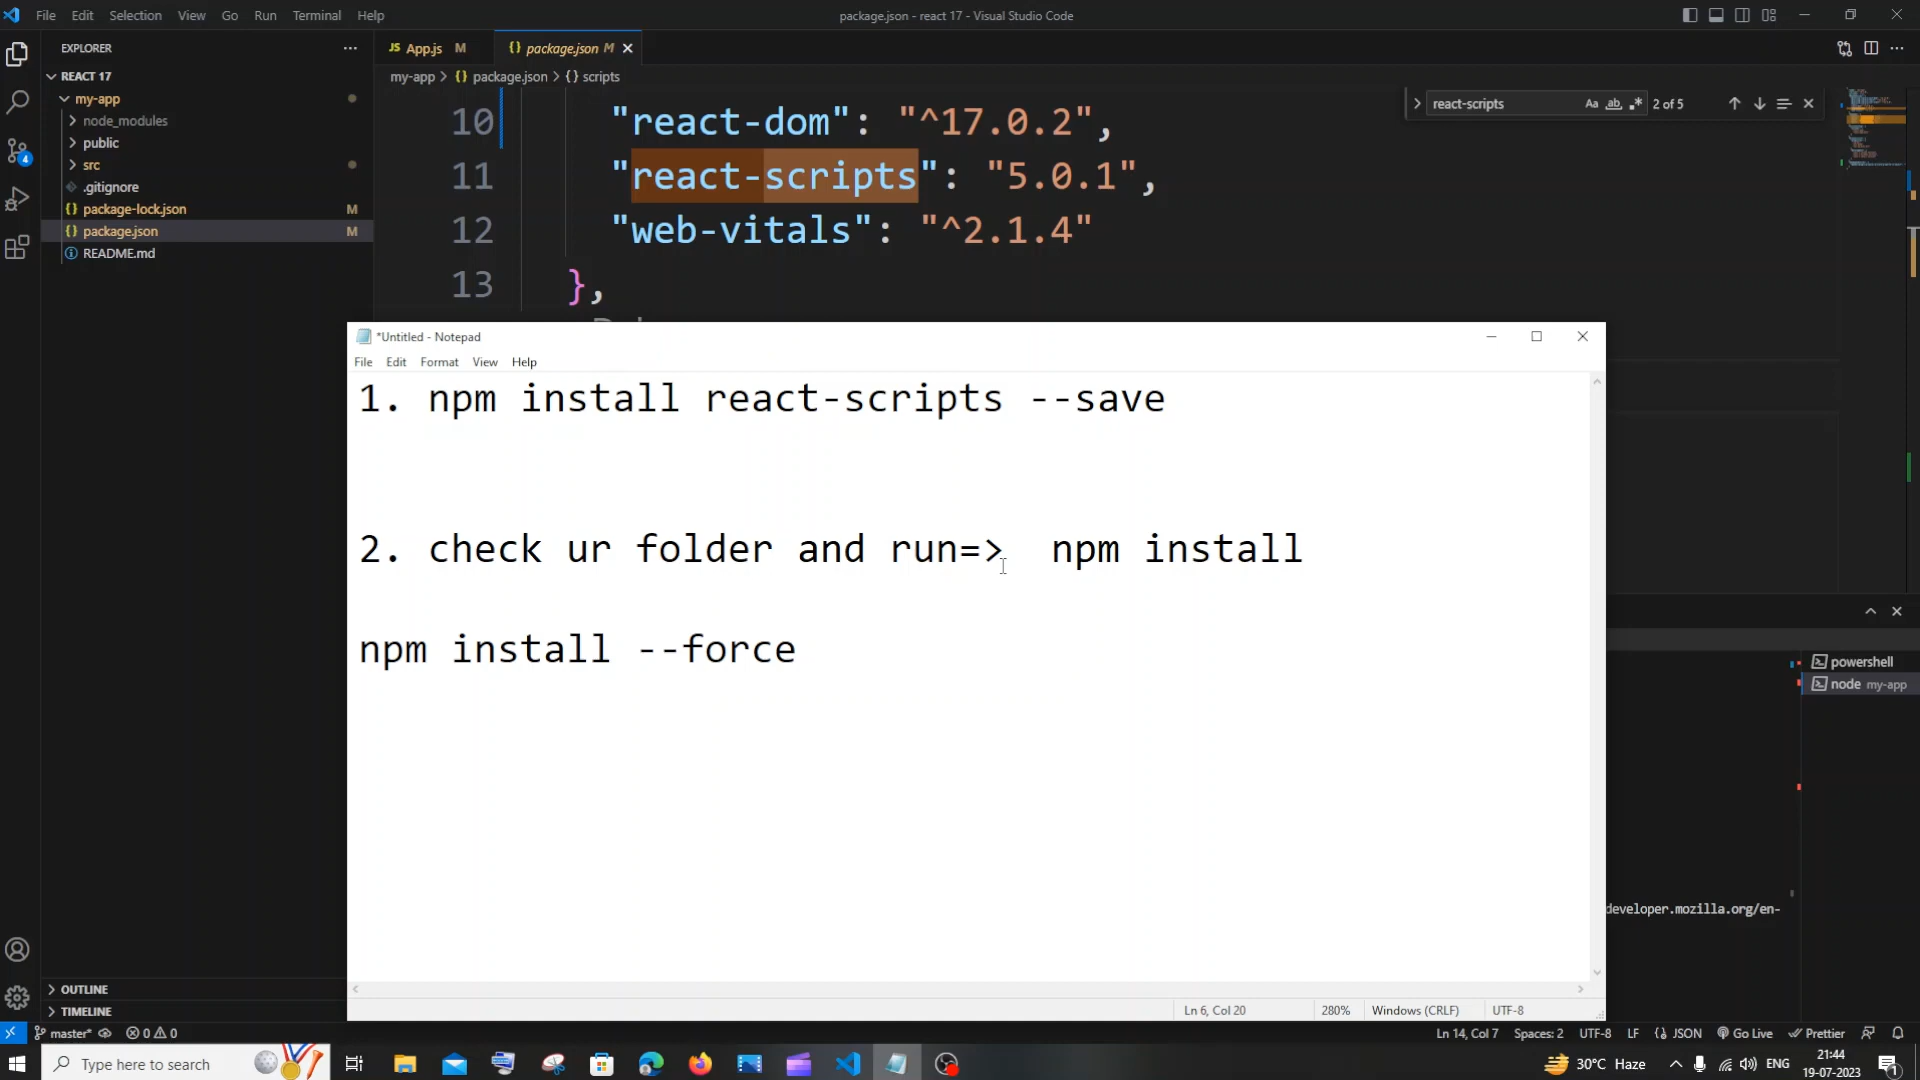 File Edit Selection View Go Run Terminal Help
package.json - react 17 - Visual Studio Code
EXPLORER
REACT 17
my-app
node_modules
public
src
.gitignore
package-lock.json M
package.json M
README.md
OUTLINE
TIMELINE
JS App.js M
{} package.json M
my-app > {} package.json > {} scripts
react-scripts Aa ab 2 of 5
10 "react-dom": "^17.0.2",
11 "react-scripts": "5.0.1",
12 "web-vitals": "^2.1.4"
13 },
*Untitled - Notepad
File Edit Format View Help
1. npm install react-scripts --save
2. check ur folder and run=>  npm install
npm install --force
Ln 6, Col 20 280% Windows (CRLF) UTF-8
powershell
node my-app
developer.mozilla.org/en-
4
master* 0 0
Ln 14, Col 7 Spaces: 2 UTF-8 LF {} JSON Go Live Prettier
Type here to search
30°C Haze ENG
21:44
19-07-2023
1